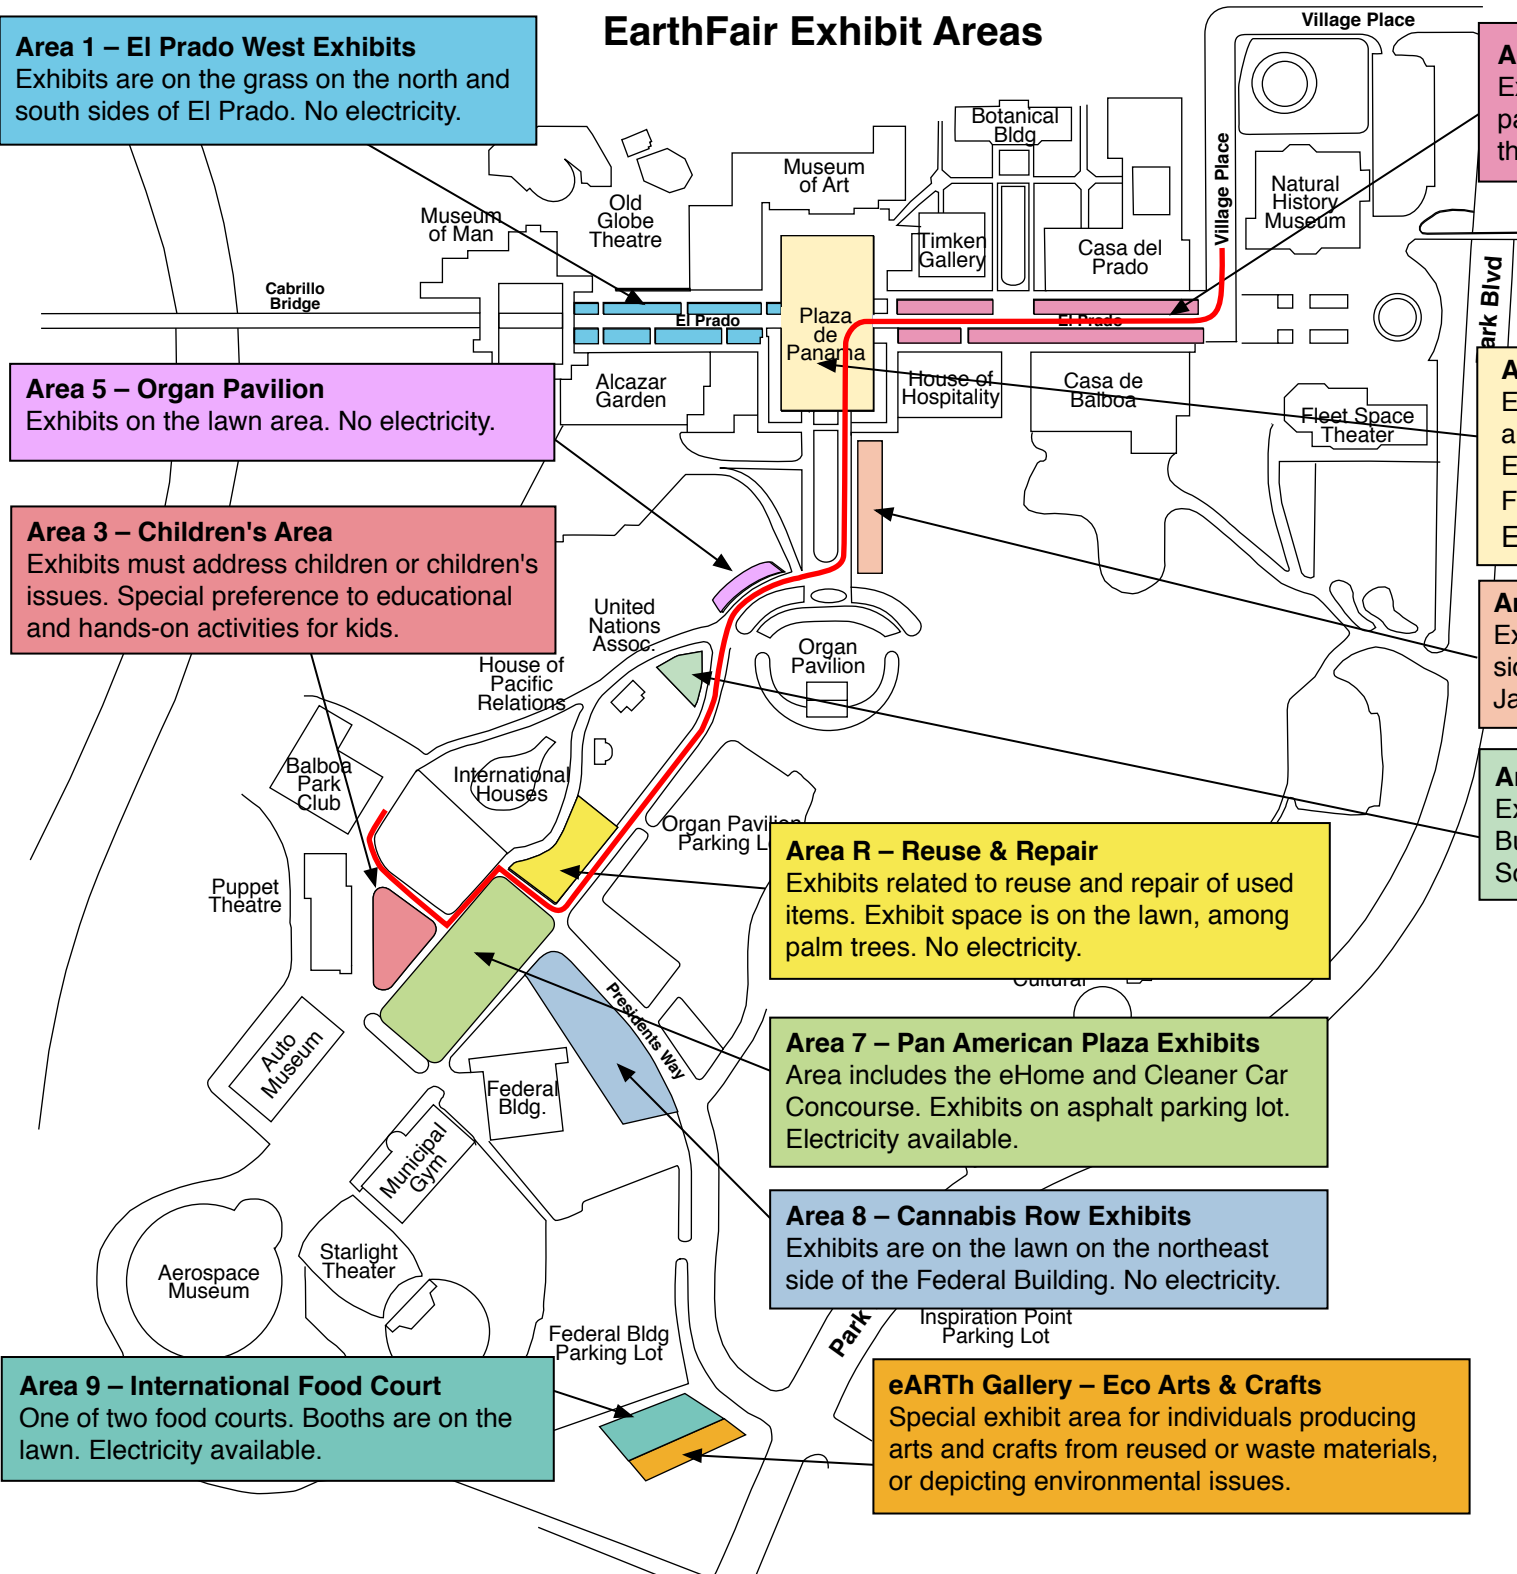 EarthFair Exhibit Areas
Village Place
Area 1 – El Prado West Exhibits
Exhibits are on the grass on the north and
south sides of El Prado. No electricity.
Botanical
Bldg
Museum
of Art
Village Place
Natural
History
Museum
Old
Globe
Theatre
Museum
of Man
Timken
Gallery
Casa del
Prado
Cabrillo
Bridge
El Prado
Plaza
de
Panama
El Prado
Park Blvd
Area 5 – Organ Pavilion
Exhibits on the lawn area. No electricity.
Alcazar
Garden
House of
Hospitality
Casa de
Balboa
Fleet Space
Theater
Area 3 – Children's Area
Exhibits must address children or children's
issues. Special preference to educational
and hands-on activities for kids.
United
Nations
Assoc.
Organ
Pavilion
House of
Pacific
Relations
Balboa
Park
Club
International
Houses
Organ Pavilion
Parking Lot
Area R – Reuse & Repair
Exhibits related to reuse and repair of used
items. Exhibit space is on the lawn, among
palm trees. No electricity.
Puppet
Theatre
Cultural
Presidents Way
Auto
Museum
Area 7 – Pan American Plaza Exhibits
Area includes the eHome and Cleaner Car
Concourse. Exhibits on asphalt parking lot.
Electricity available.
Federal
Bldg.
Municipal
Gym
Area 8 – Cannabis Row Exhibits
Exhibits are on the lawn on the northeast
side of the Federal Building. No electricity.
Starlight
Theater
Aerospace
Museum
Park
Inspiration Point
Parking Lot
Federal Bldg
Parking Lot
Area 9 – International Food Court
One of two food courts. Booths are on the
lawn. Electricity available.
eARTh Gallery – Eco Arts & Crafts
Special exhibit area for individuals producing
arts and crafts from reused or waste materials,
or depicting environmental issues.